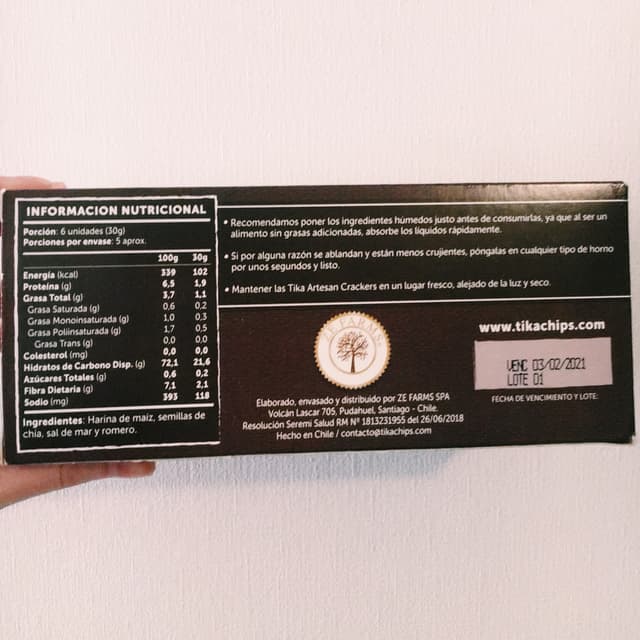 INFORMACION NUTRICIONAL
Porción: 6 unidades (30g)
Porciones por envase: 5 aprox.
100g 30g
Energía (kcal) 339 102
Proteína (g) 6,5 1,9
Grasa Total (g) 3,7 1,1
Grasa Saturada (g) 0,6 0,2
Grasa Monoinsaturada (g) 1,0 0,3
Grasa Poliinsaturada (g) 1,7 0,5
Grasa Trans (g) 0,0 0,0
Colesterol (mg) 0,0 0,0
Hidratos de Carbono Disp. (g) 72,1 21,6
Azúcares Totales (g) 0,6 0,2
Fibra Dietaria (g) 7,1 2,1
Sodio (mg) 393 118
Ingredientes: Harina de maíz, semillas de
chía, sal de mar y romero.
• Recomendamos poner los ingredientes húmedos justo antes de consumirlas, ya que al ser un
alimento sin grasas adicionadas, absorbe los líquidos rápidamente.
• Si por alguna razón se ablandan y están menos crujientes, póngalas en cualquier tipo de horno
por unos segundos y listo.
• Mantener las Tika Artesan Crackers en un lugar fresco, alejado de la luz y seco.
ZE FARMS
Elaborado, envasado y distribuido por ZE FARMS SPA
Volcán Lascar 705, Pudahuel, Santiago - Chile.
Resolución Seremi Salud RM Nº 1813231955 del 26/06/2018
Hecho en Chile / contacto@tikachips.com
www.tikachips.com
VENC 03/02/2021
LOTE 01
FECHA DE VENCIMIENTO Y LOTE: